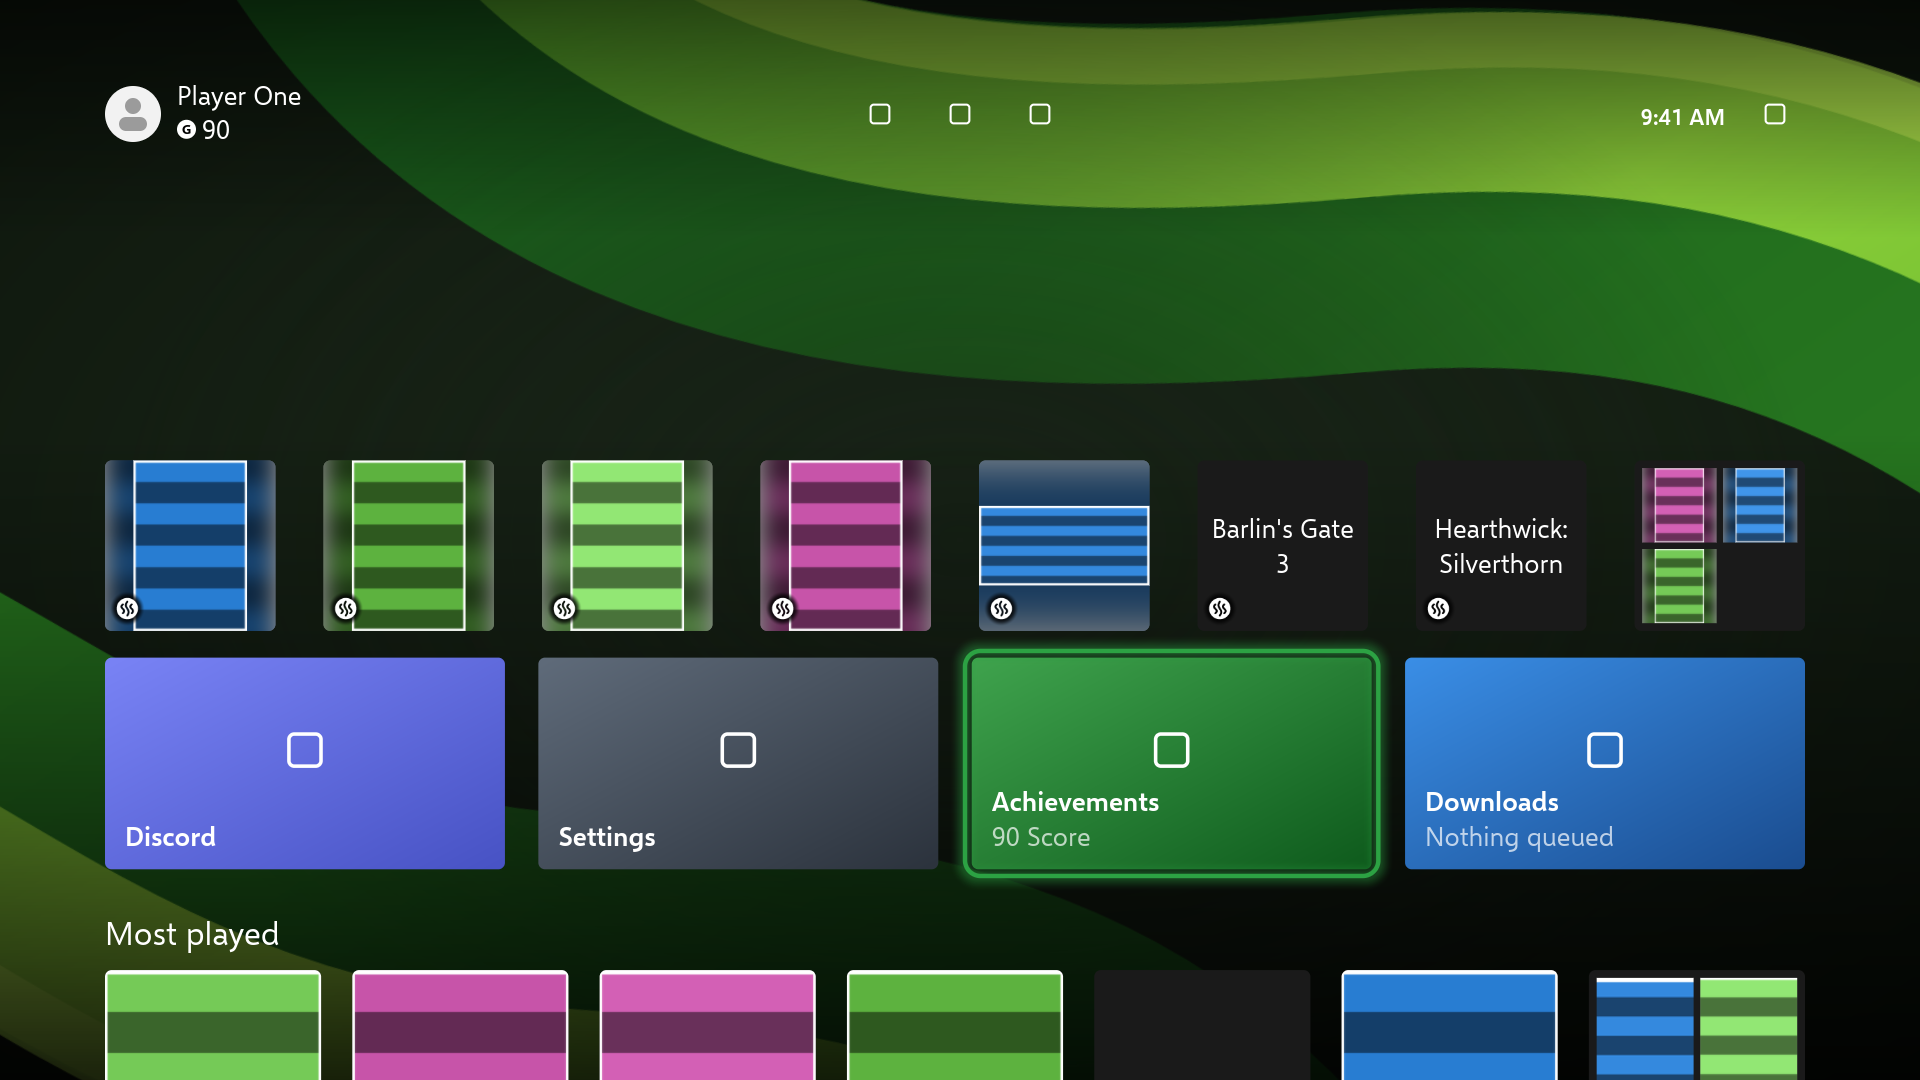 Player One
G 90
9:41 AM
Barlin's Gate
3
Hearthwick:
Silverthorn
Discord
Settings
Achievements
90 Score
Downloads
Nothing queued
Most played